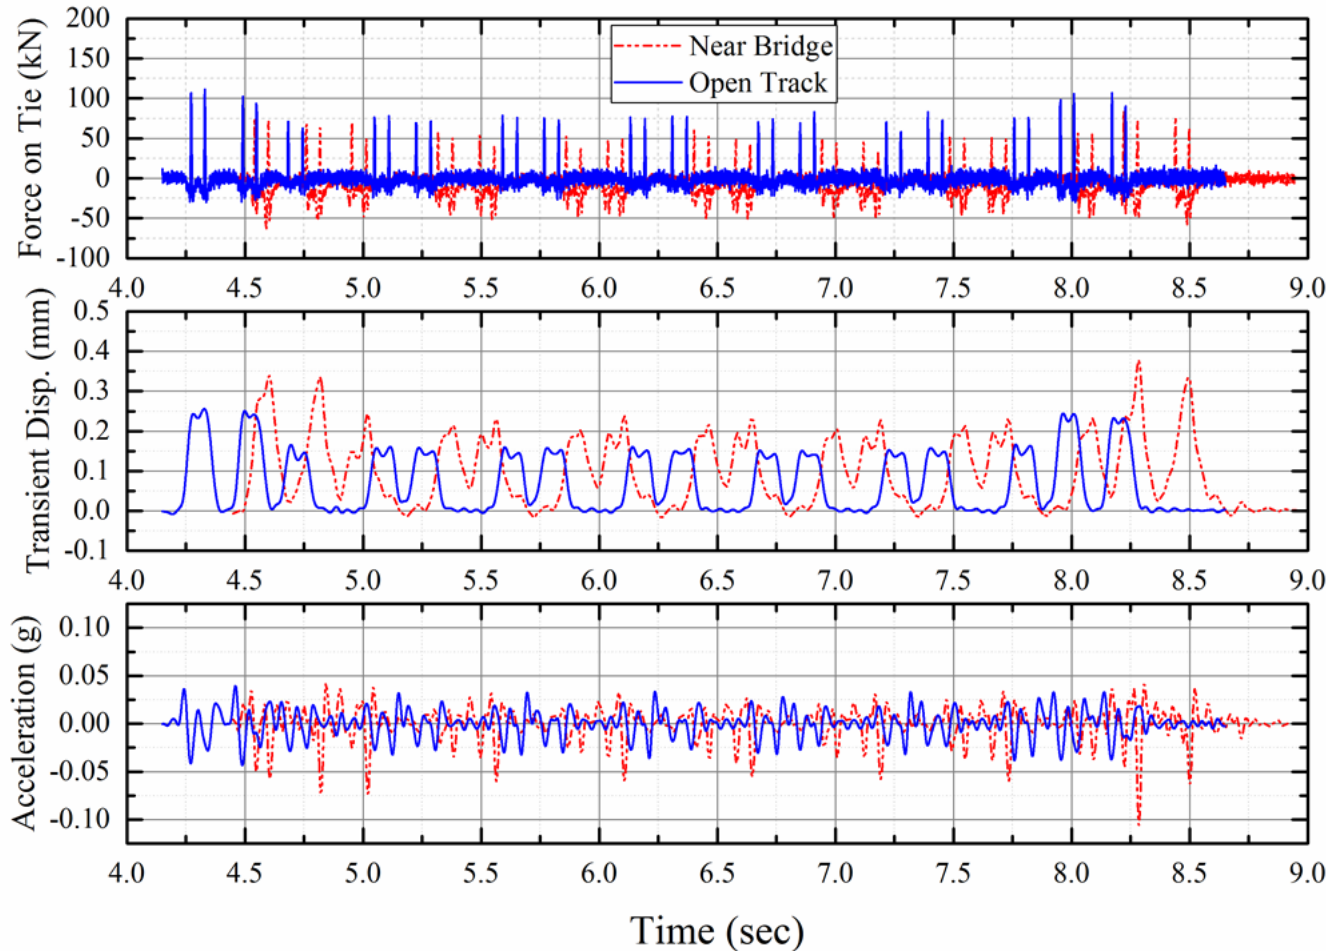 Force on Tie (kN)
200
150
100
50
0
-50
-100
Near Bridge
Open Track
4.0 4.5 5.0 5.5 6.0 6.5 7.0 7.5 8.0 8.5 9.0
Transient Disp. (mm)
0.5
0.4
0.3
0.2
0.1
0.0
-0.1
4.0 4.5 5.0 5.5 6.0 6.5 7.0 7.5 8.0 8.5 9.0
Acceleration (g)
0.10
0.05
0.00
-0.05
-0.10
4.0 4.5 5.0 5.5 6.0 6.5 7.0 7.5 8.0 8.5 9.0
Time (sec)